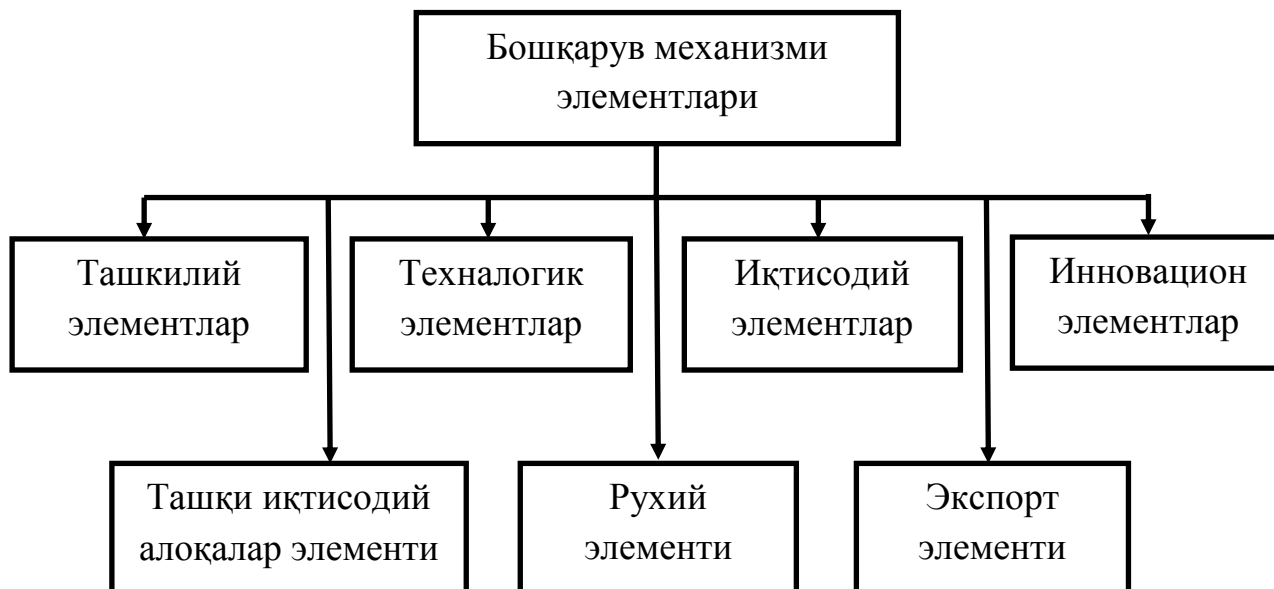 Бошқарув механизми
элементлари
Ташкилий
элементлар
Техналогик
элементлар
Иқтисодий
элементлар
Инновацион
элементлар
Ташқи иқтисодий
алоқалар элементи
Рухий
элементи
Экспорт
элементи